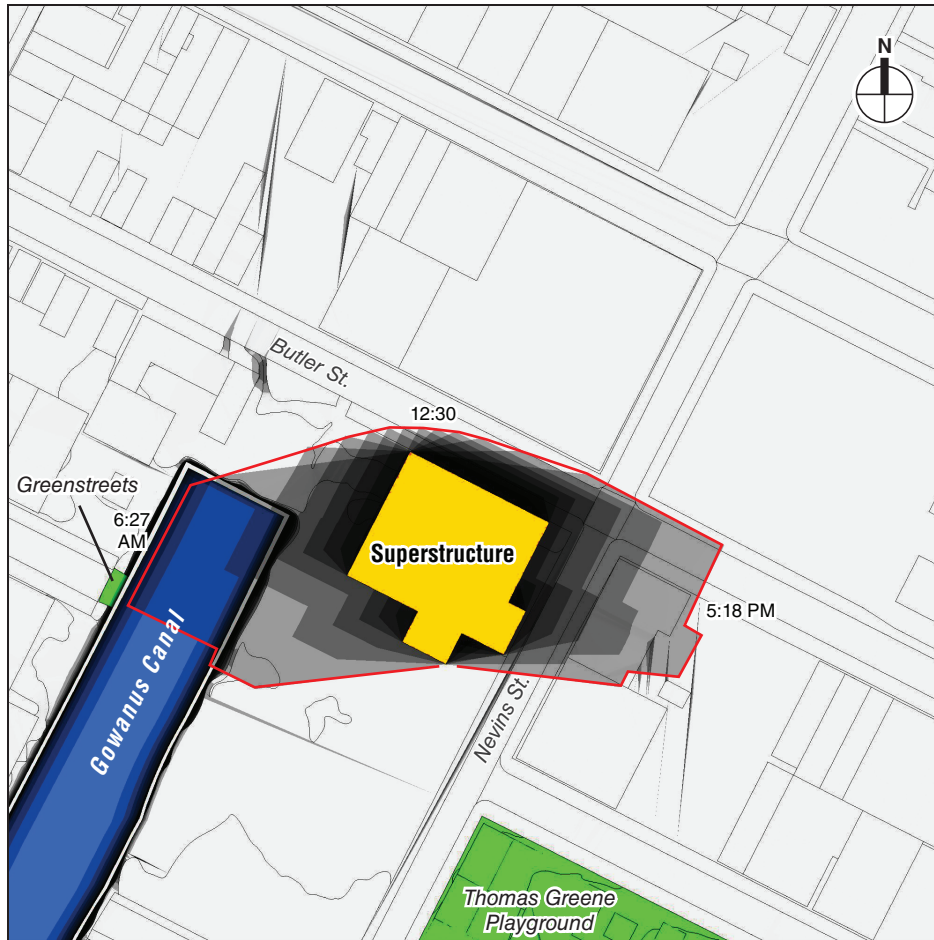 N
Butler St.
12:30
Greenstreets
6:27
AM
Superstructure
5:18 PM
Gowanus Canal
Nevins St.
Thomas Greene
Playground